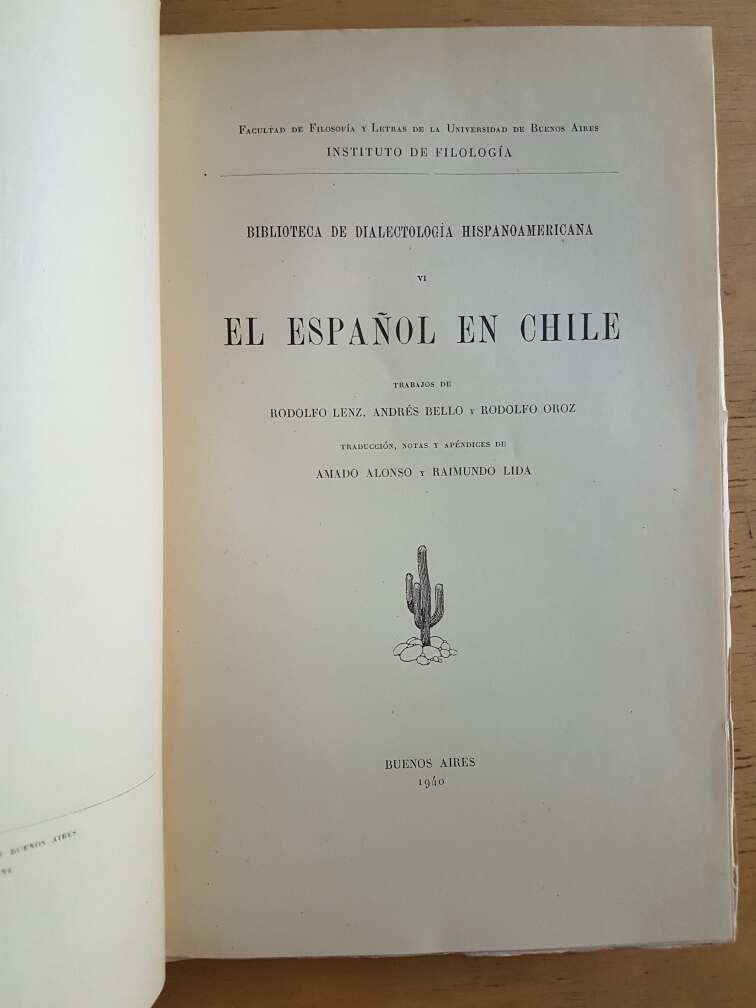 Facultad de Filosofía y Letras de la Universidad de Buenos Aires
INSTITUTO DE FILOLOGÍA
BIBLIOTECA DE DIALECTOLOGÍA HISPANOAMERICANA
VI
EL ESPAÑOL EN CHILE
TRABAJOS DE
RODOLFO LENZ, ANDRÉS BELLO Y RODOLFO OROZ
TRADUCCIÓN, NOTAS Y APÉNDICES DE
AMADO ALONSO Y RAIMUNDO LIDA
BUENOS AIRES
1940
BUENOS AIRES